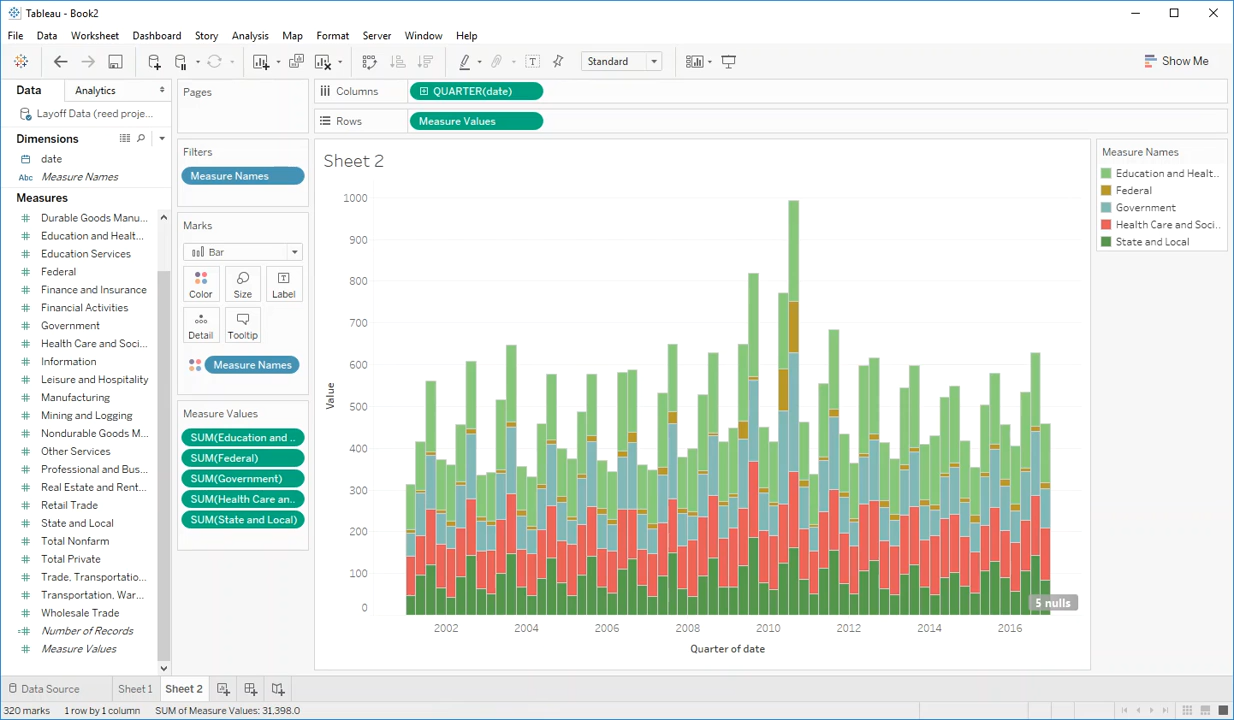 Tableau - Book2
File Data Worksheet Dashboard Story Analysis Map Format Server Window Help
Standard
Show Me
Data
Analytics
Layoff Data (reed proje...
Dimensions
date
Abc Measure Names
Measures
Durable Goods Manu...
Education and Healt...
Education Services
Federal
Finance and Insurance
Financial Activities
Government
Health Care and Soci...
Information
Leisure and Hospitality
Manufacturing
Mining and Logging
Nondurable Goods M...
Other Services
Professional and Bus...
Real Estate and Rent...
Retail Trade
State and Local
Total Nonfarm
Total Private
Trade, Transportatio...
Transportation, War...
Wholesale Trade
Number of Records
Measure Values
Pages
Filters
Measure Names
Marks
Bar
Color Size Label
Detail Tooltip
Measure Names
Measure Values
SUM(Education and ..
SUM(Federal)
SUM(Government)
SUM(Health Care an..
SUM(State and Local)
Columns QUARTER(date)
Rows Measure Values
Sheet 2
1000
900
800
700
600
500
400
300
200
100
0
Value
5 nulls
2002 2004 2006 2008 2010 2012 2014 2016
Quarter of date
Measure Names
Education and Healt..
Federal
Government
Health Care and Soci..
State and Local
Data Source Sheet 1 Sheet 2
320 marks 1 row by 1 column SUM of Measure Values: 31,398.0